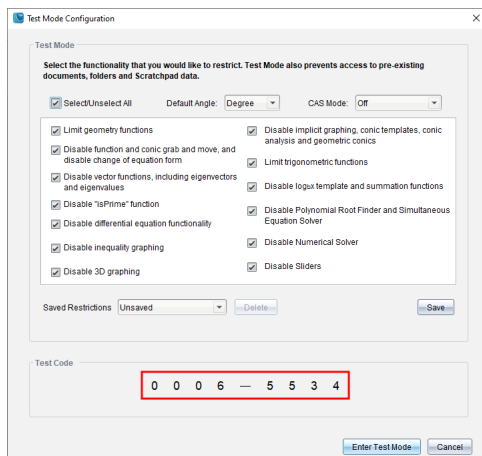 Test Mode Configuration
Test Mode
Select the functionality that you would like to restrict. Test Mode also prevents access to pre-existing
documents, folders and Scratchpad data.
Select/Unselect All Default Angle: Degree CAS Mode: Off
Limit geometry functions
Disable function and conic grab and move, and
disable change of equation form
Disable vector functions, including eigenvectors
and eigenvalues
Disable "isPrime" function
Disable differential equation functionality
Disable inequality graphing
Disable 3D graphing
Disable implicit graphing, conic templates, conic
analysis and geometric conics
Limit trigonometric functions
Disable logbx template and summation functions
Disable Polynomial Root Finder and Simultaneous
Equation Solver
Disable Numerical Solver
Disable Sliders
Saved Restrictions Unsaved Delete Save
Test Code
0 0 0 6 — 5 5 3 4
Enter Test Mode Cancel